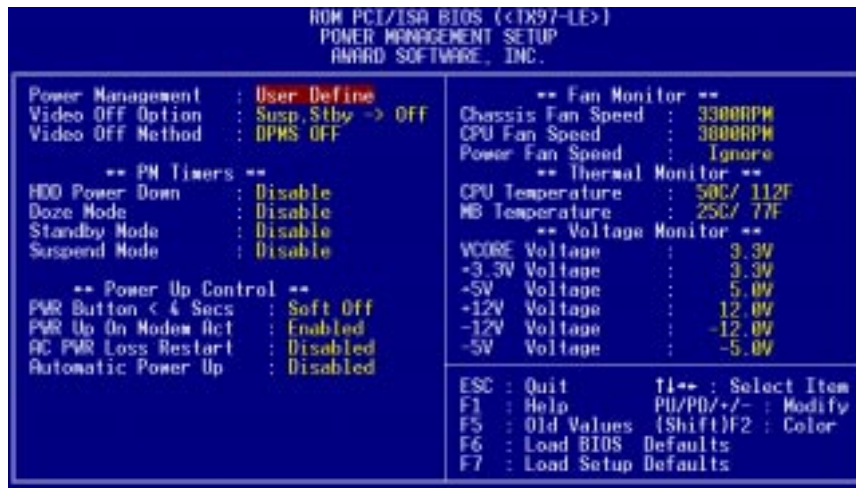 ROM PCI/ISA BIOS (<TX97-LE>)
POWER MANAGEMENT SETUP
AWARD SOFTWARE, INC.
Power Management : User Define
Video Off Option : Susp,Stby -> Off
Video Off Method : DPMS OFF
** PM Timers **
HDD Power Down : Disable
Doze Mode : Disable
Standby Mode : Disable
Suspend Mode : Disable
** Power Up Control **
PWR Button < 4 Secs : Soft Off
PWR Up On Modem Act : Enabled
AC PWR Loss Restart : Disabled
Automatic Power Up : Disabled
** Fan Monitor **
Chassis Fan Speed : 3300RPM
CPU Fan Speed : 3800RPM
Power Fan Speed : Ignore
** Thermal Monitor **
CPU Temperature : 50C/ 112F
MB Temperature : 25C/ 77F
** Voltage Monitor **
VCORE Voltage : 3.3V
+3.3V Voltage : 3.3V
+5V Voltage : 5.0V
+12V Voltage : 12.0V
-12V Voltage : -12.0V
-5V Voltage : -5.0V
ESC : Quit ↑↓→← : Select Item
F1 : Help PU/PD/+/- : Modify
F5 : Old Values (Shift)F2 : Color
F6 : Load BIOS Defaults
F7 : Load Setup Defaults